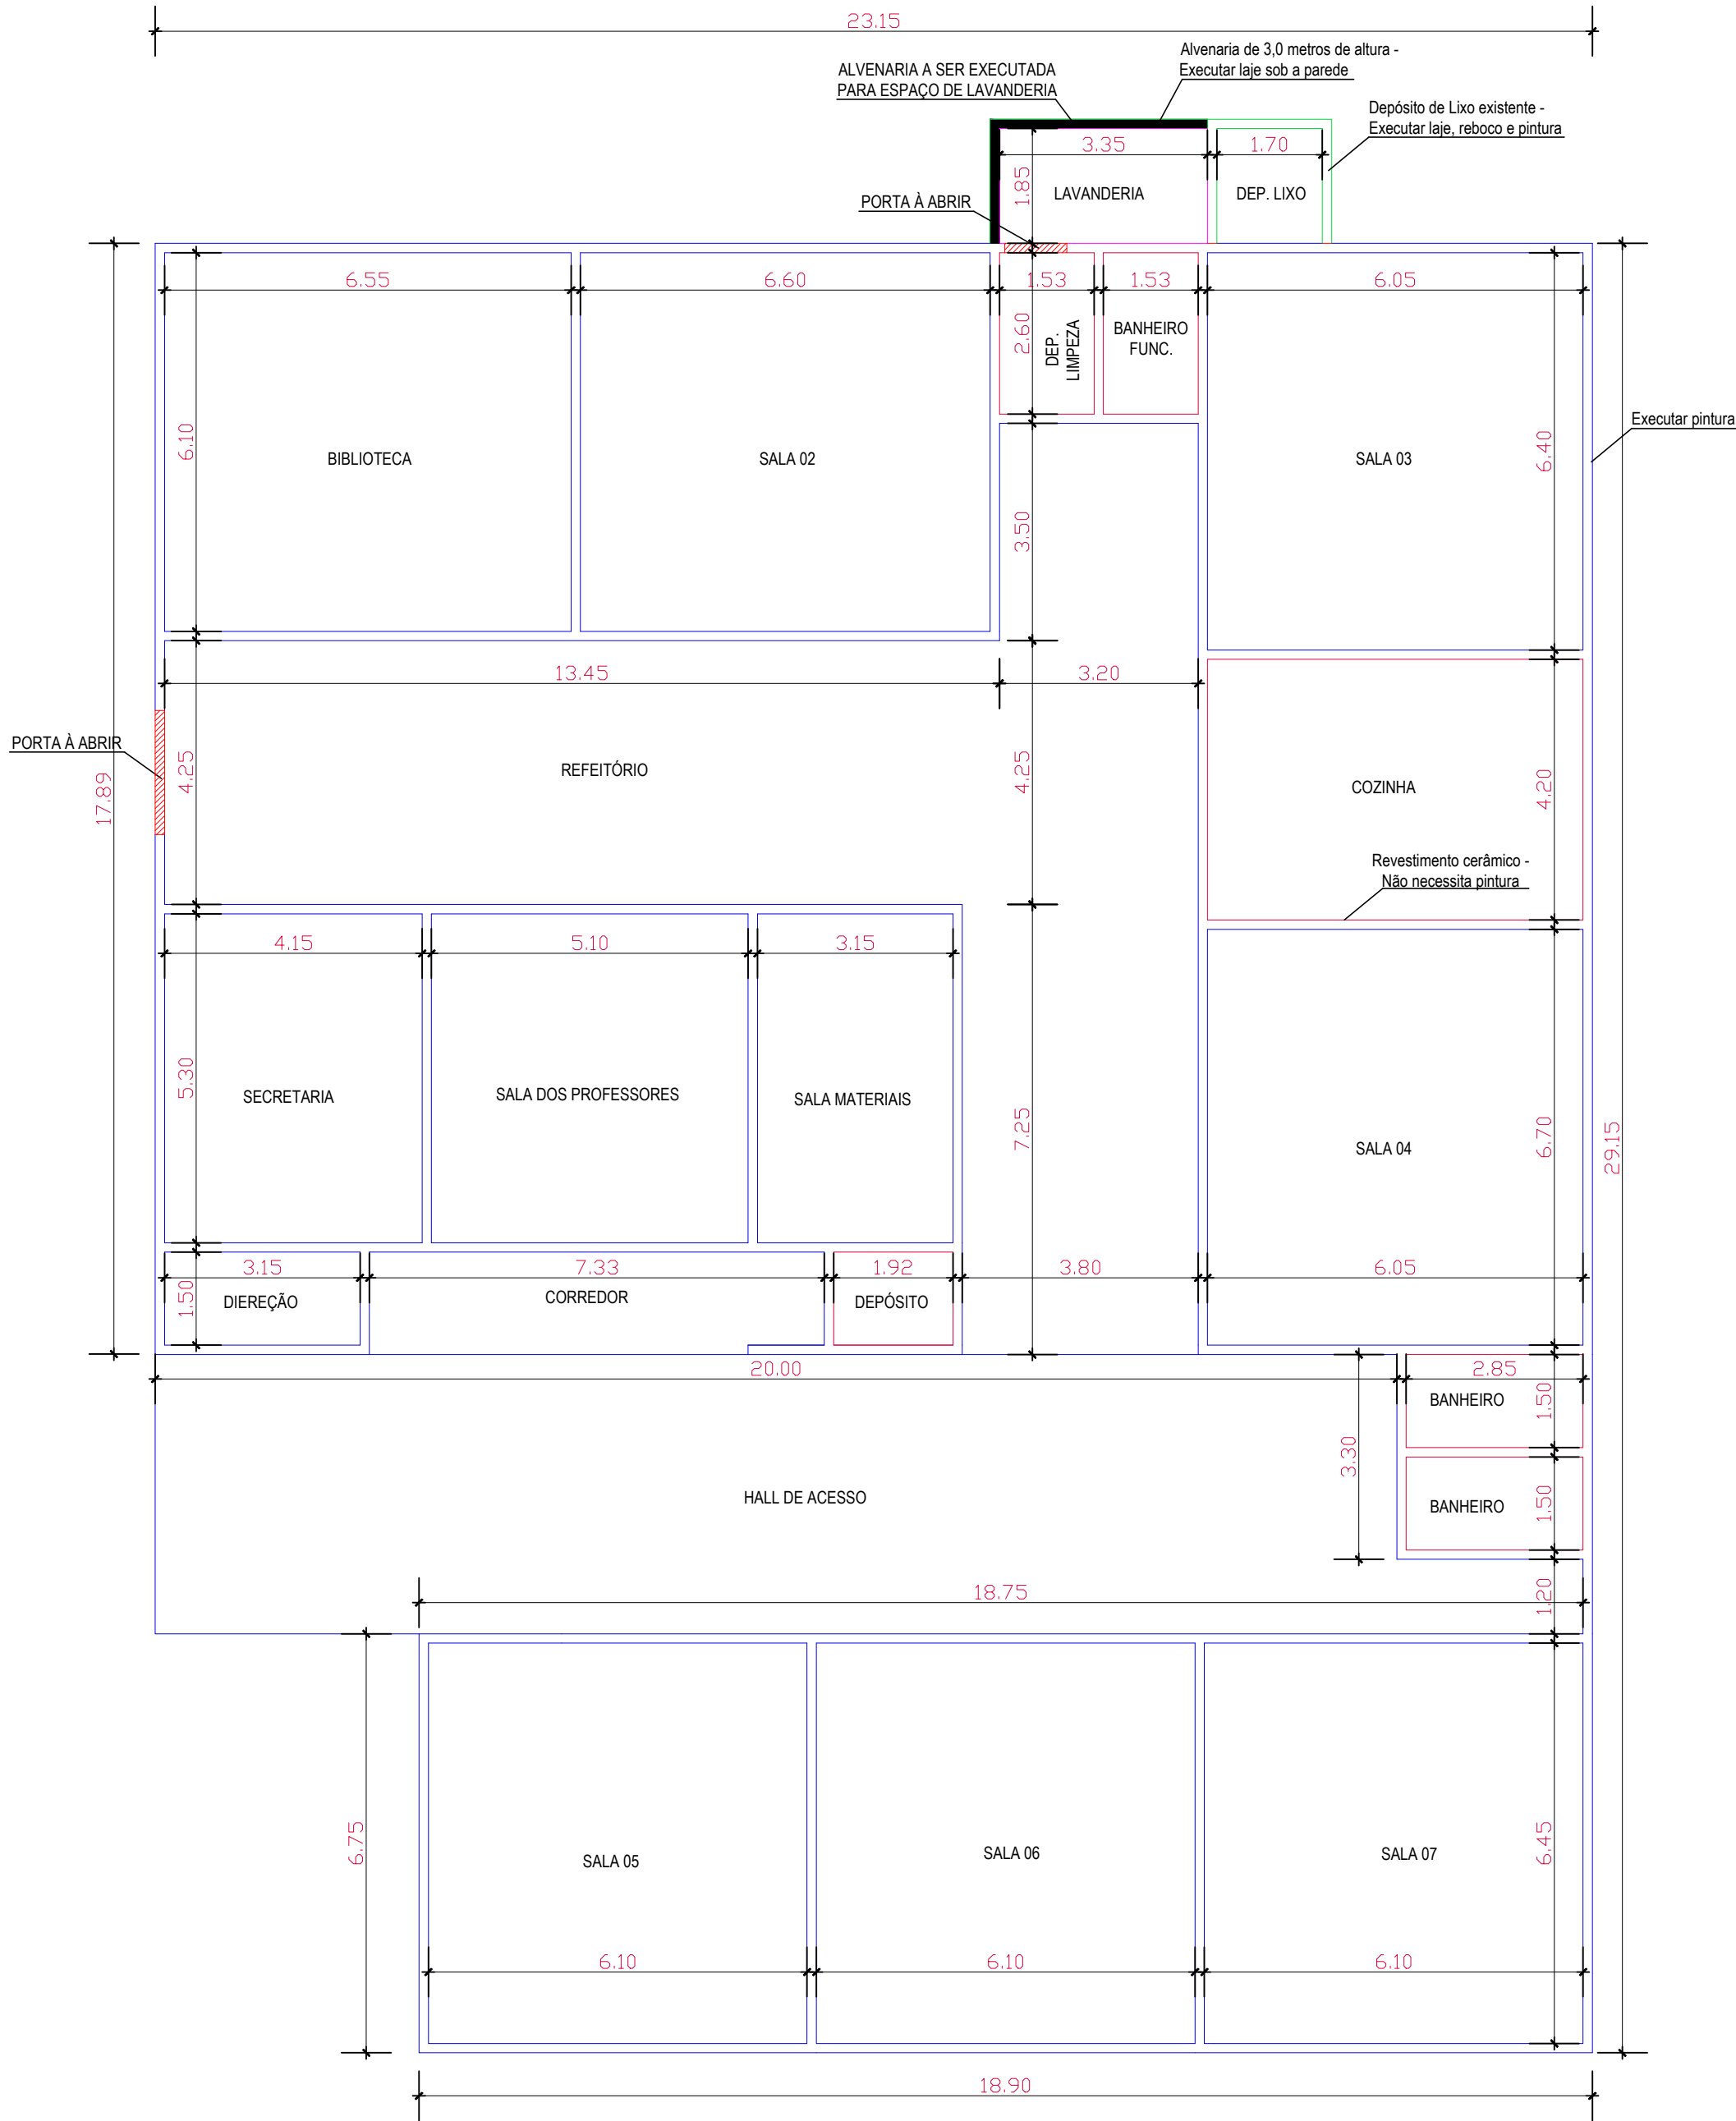 23.15
Alvenaria de 3,0 metros de altura -
Executar laje sob a parede
ALVENARIA A SER EXECUTADA
PARA ESPAÇO DE LAVANDERIA
Depósito de Lixo existente -
Executar laje, reboco e pintura
3.35
1.70
1.85
LAVANDERIA
DEP. LIXO
PORTA À ABRIR
6.55
6.60
1.53
1.53
6.05
2.60
DEP.
LIMPEZA
BANHEIRO
FUNC.
Executar pintura
6.10
BIBLIOTECA
SALA 02
SALA 03
6.40
3.50
13.45
3.20
PORTA À ABRIR
17.89
4.25
REFEITÓRIO
4.25
COZINHA
4.20
Revestimento cerâmico -
Não necessita pintura
4.15
5.10
3.15
5.30
SECRETARIA
SALA DOS PROFESSORES
SALA MATERIAIS
7.25
SALA 04
6.70
29.15
3.15
7.33
1.92
3.80
6.05
1.50
DIEREÇÃO
CORREDOR
DEPÓSITO
20.00
2.85
BANHEIRO
1.50
3.30
HALL DE ACESSO
BANHEIRO
1.50
18.75
1.20
6.75
SALA 05
SALA 06
SALA 07
6.45
6.10
6.10
6.10
18.90